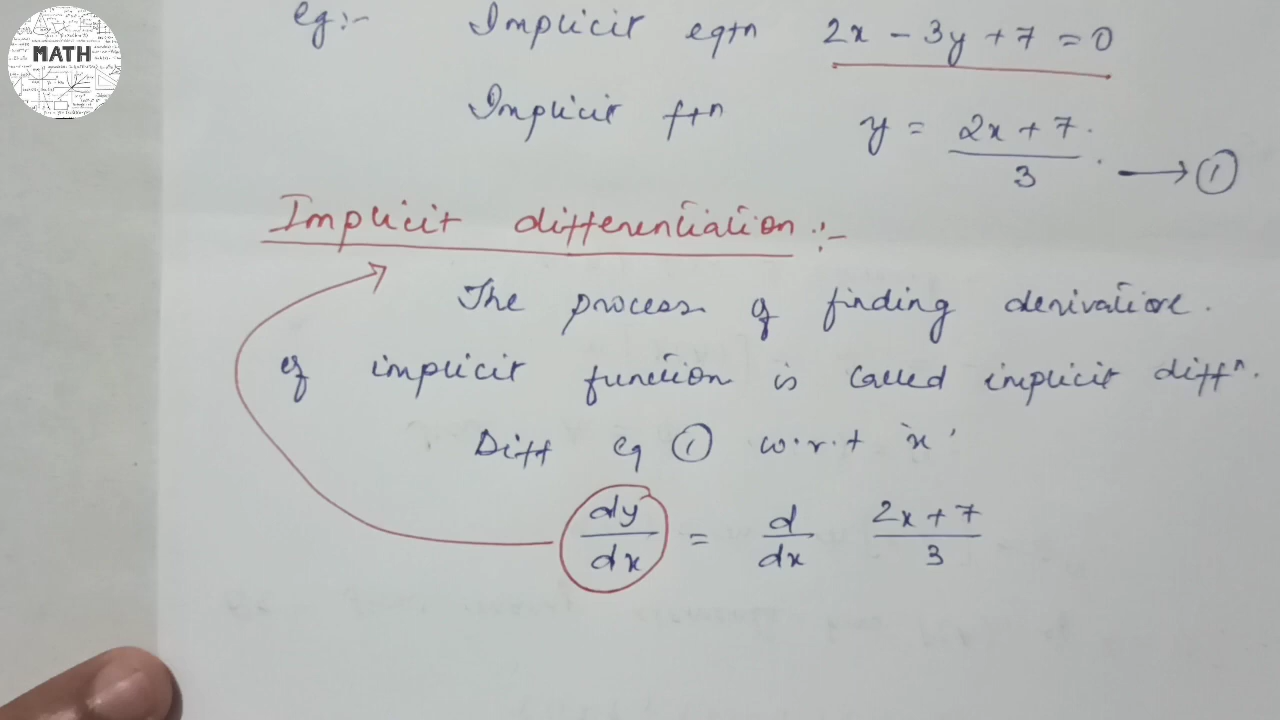 MATH
eg:- Implicit eqtn 2x - 3y + 7 = 0
Implicit ftn y = (2x + 7)/3 . → ①
Implicit differentiation :-
The process of finding derivative.
of implicit function is called implicit diffn.
Diff eq ① w.r.t 'x'
dy/dx = d/dx (2x + 7)/3